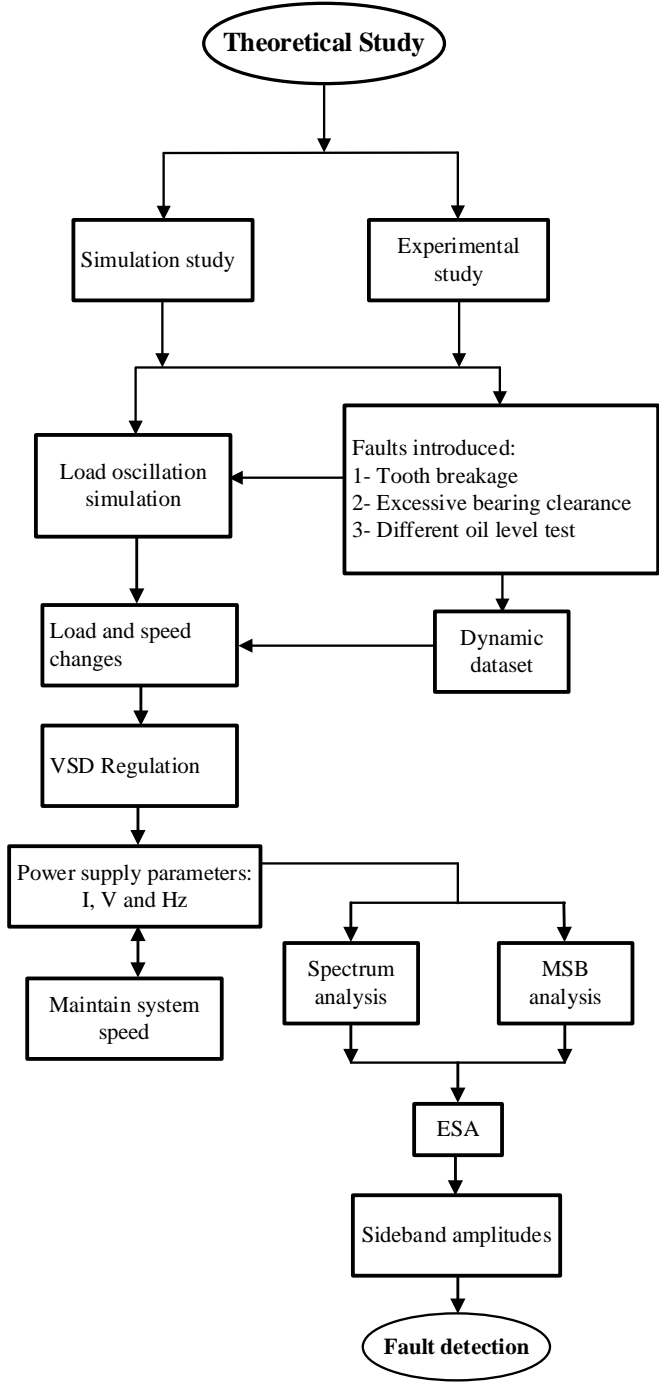 Theoretical Study
Simulation study
Experimental
study
Load oscillation
simulation
Faults introduced:
1- Tooth breakage
2- Excessive bearing clearance
3- Different oil level test
Load and speed
changes
Dynamic
dataset
VSD Regulation
Power supply parameters:
I, V and Hz
Maintain system
speed
Spectrum
analysis
MSB
analysis
ESA
Sideband amplitudes
Fault detection